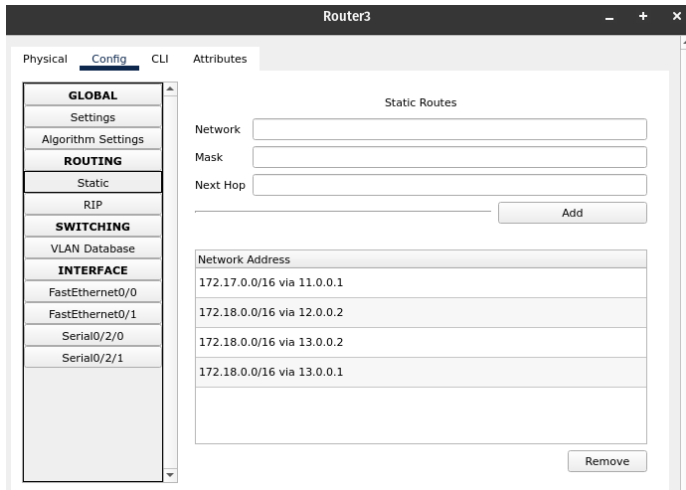 Router3
Physical Config CLI Attributes
GLOBAL
Settings
Algorithm Settings
ROUTING
Static
RIP
SWITCHING
VLAN Database
INTERFACE
FastEthernet0/0
FastEthernet0/1
Serial0/2/0
Serial0/2/1
Static Routes
Network
Mask
Next Hop
Add
Network Address
172.17.0.0/16 via 11.0.0.1
172.18.0.0/16 via 12.0.0.2
172.18.0.0/16 via 13.0.0.2
172.18.0.0/16 via 13.0.0.1
Remove